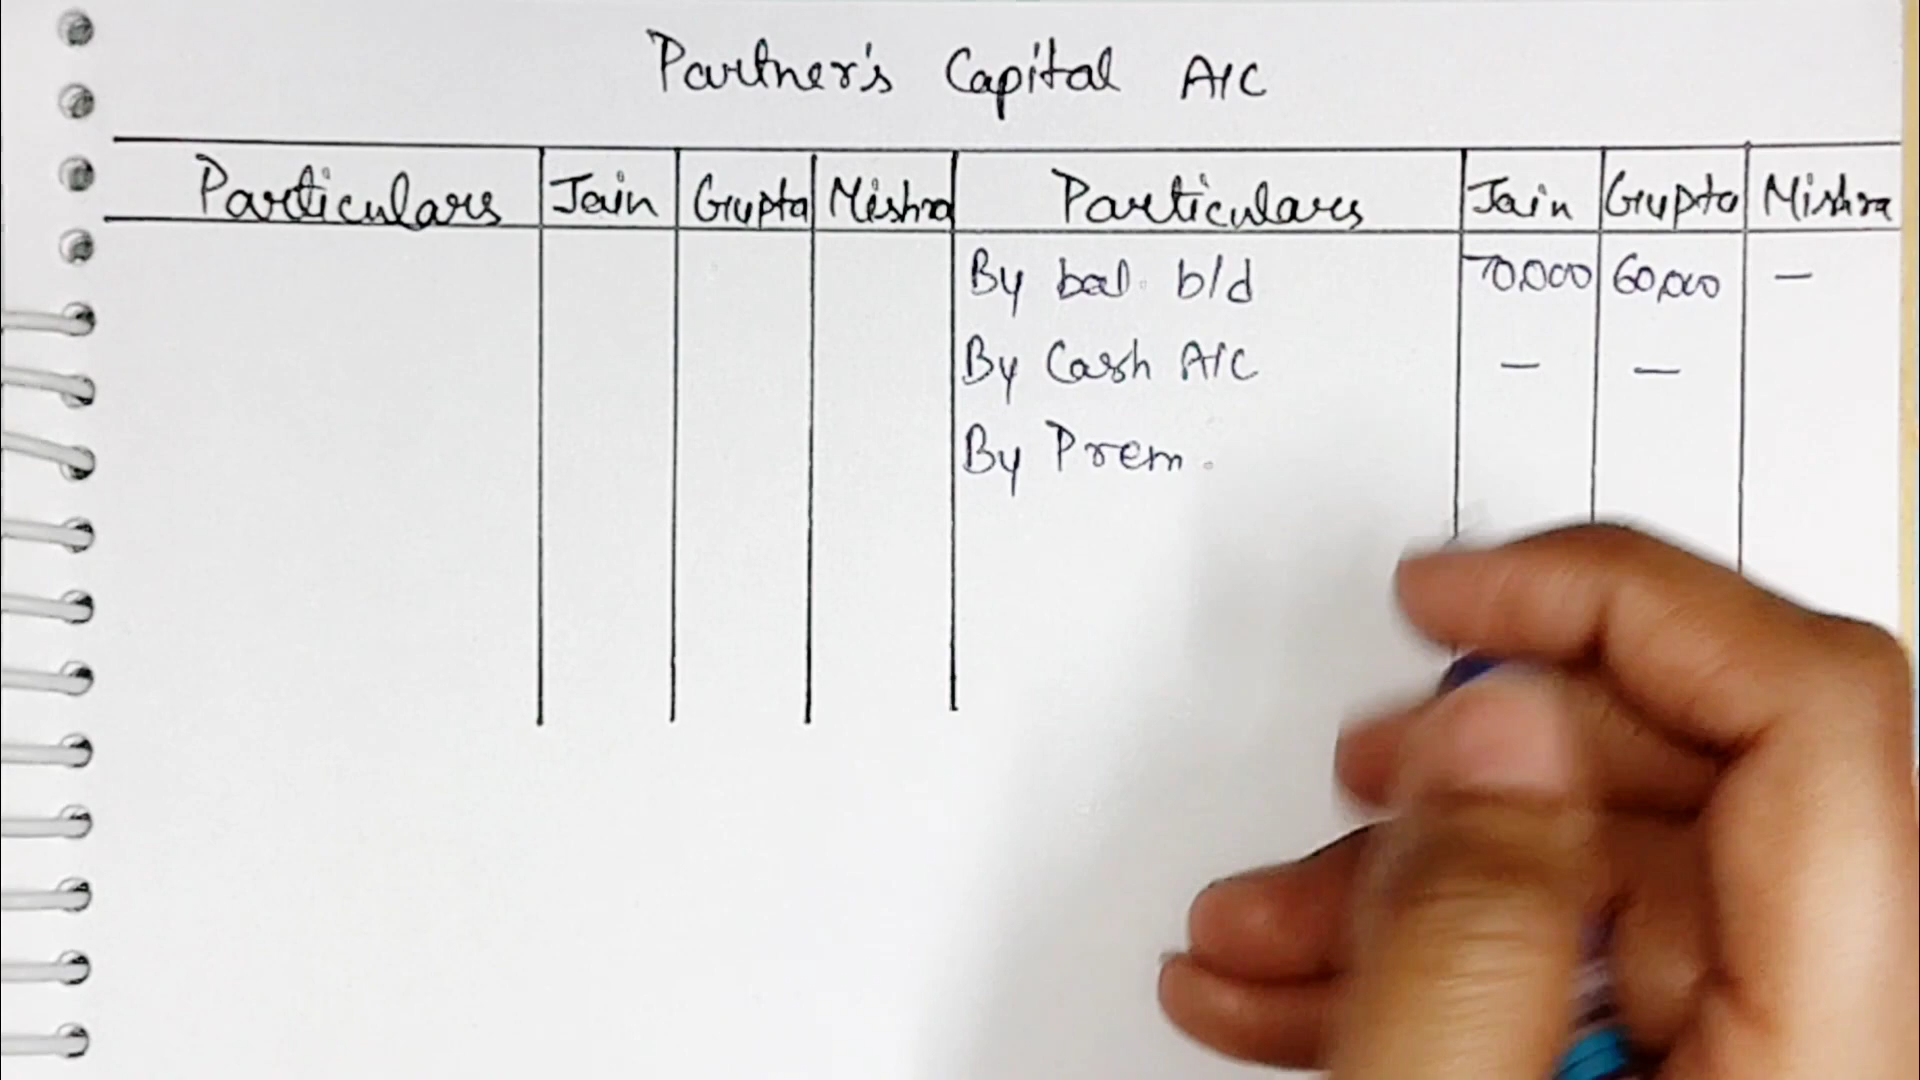 Partner's Capital A/C
Particulars Jain Gupta Mishra Particulars Jain Gupta Mishra
By bal. b/d 70,000 60,000 —
By Cash A/C — —
By Prem.